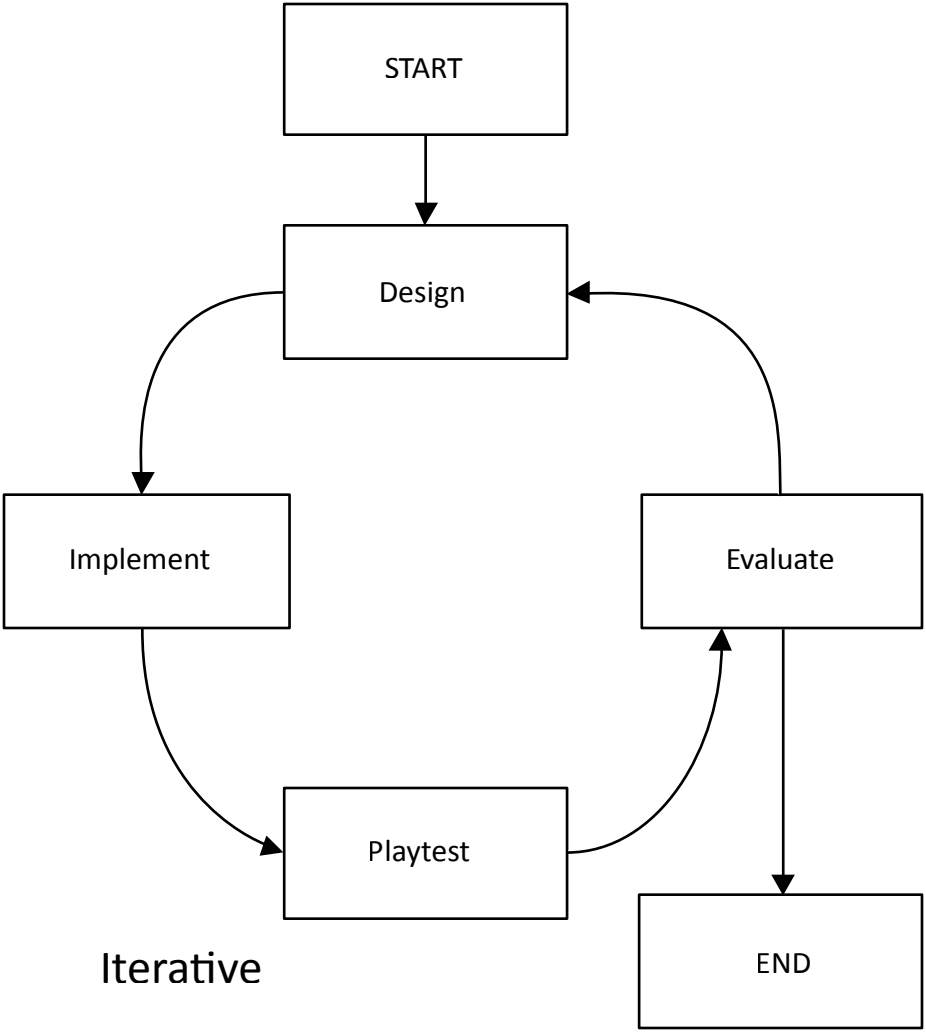 START
Design
Implement
Evaluate
Playtest
Iterative
END